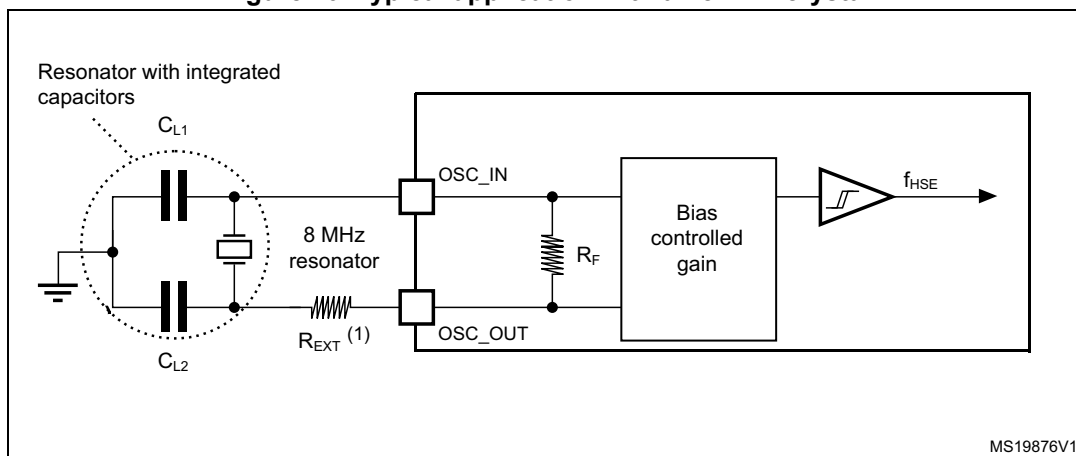 Resonator with integrated
capacitors
CL1
OSC_IN
fHSE
8 MHz
resonator
RF
Bias
controlled
gain
REXT (1)
OSC_OUT
CL2
MS19876V1